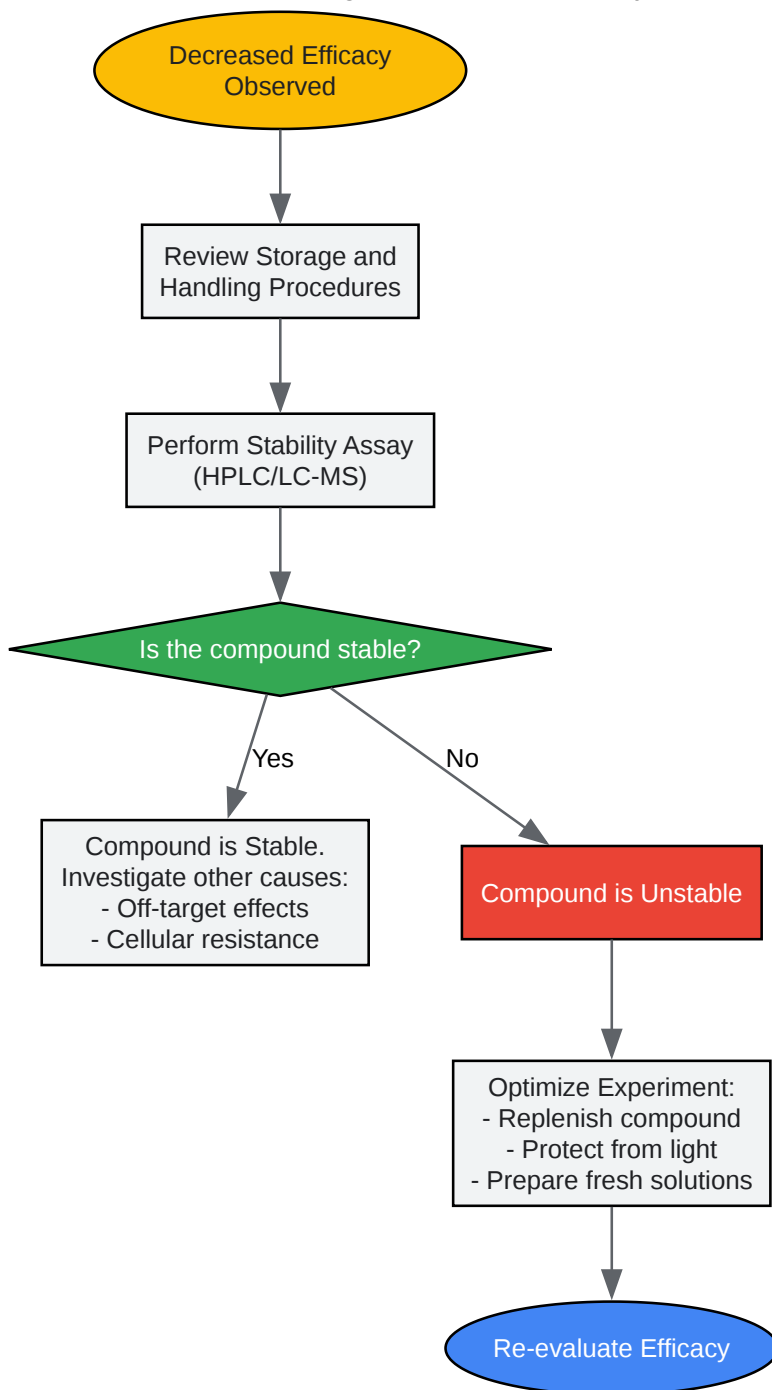 Decreased Efficacy
Observed
Review Storage and
Handling Procedures
Perform Stability Assay
(HPLC/LC-MS)
Is the compound stable?
Yes
No
Compound is Stable.
Investigate other causes:
- Off-target effects
- Cellular resistance
Compound is Unstable
Optimize Experiment:
- Replenish compound
- Protect from light
- Prepare fresh solutions
Re-evaluate Efficacy